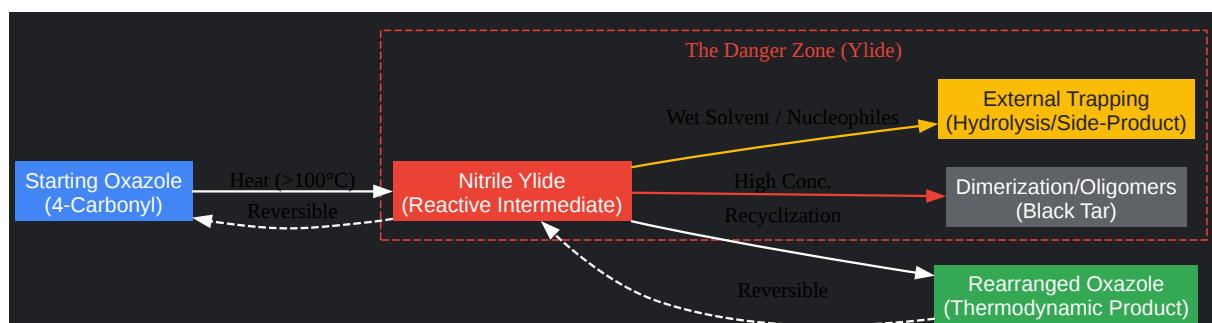 The Danger Zone (Ylide)
External Trapping
(Hydrolysis/Side-Product)
Wet Solvent / Nucleophiles
Starting Oxazole
(4-Carbonyl)
Heat (>100°C)
Reversible
Nitrile Ylide
(Reactive Intermediate)
High Conc.
Dimerization/Oligomers
(Black Tar)
Recyclization
Reversible
Rearranged Oxazole
(Thermodynamic Product)